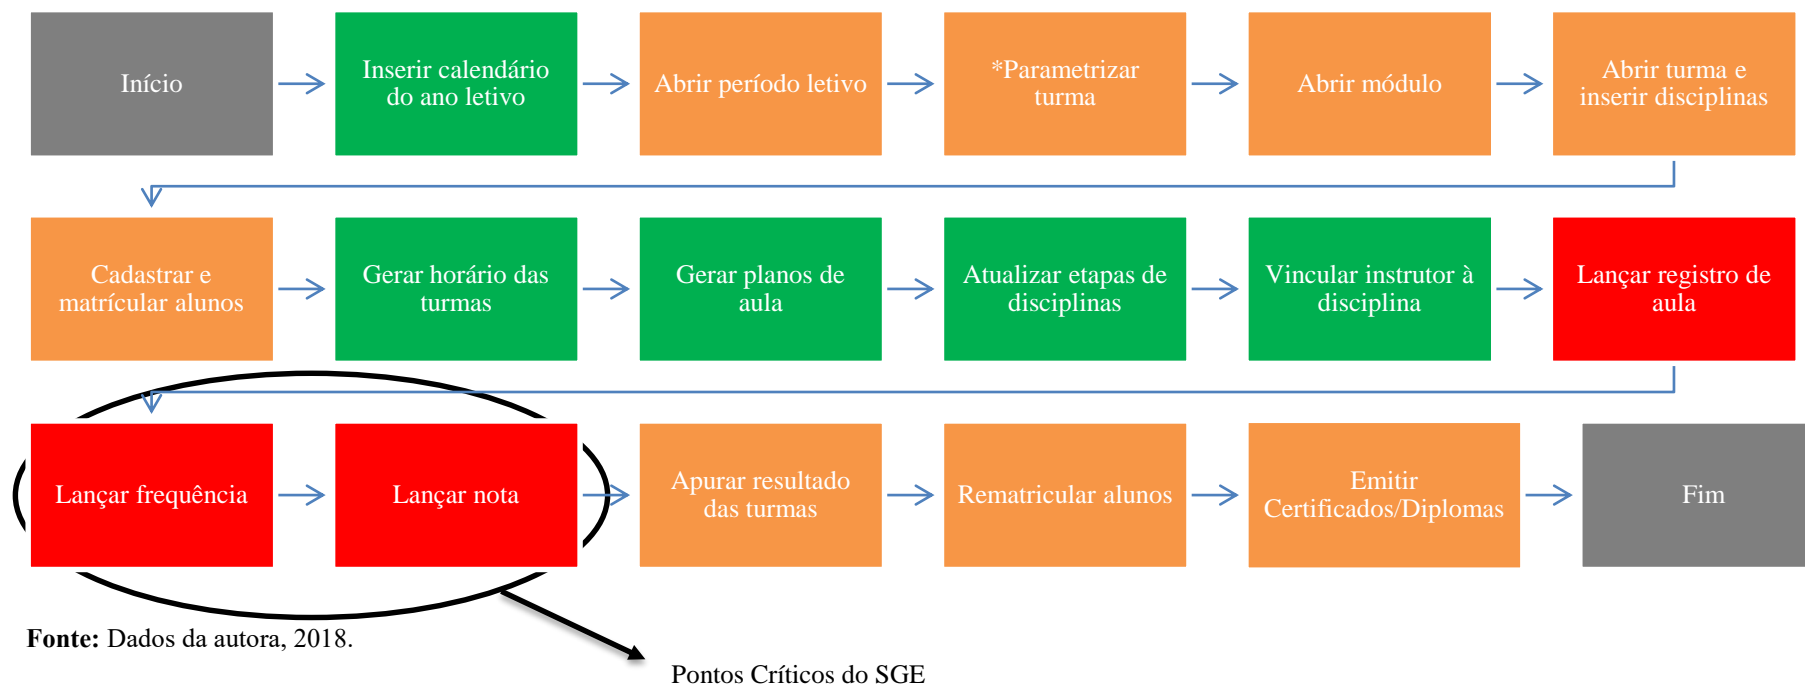 Início
Inserir calendário
do ano letivo
Abrir período letivo
*Parametrizar
turma
Abrir módulo
Abrir turma e
inserir disciplinas
Cadastrar e
matrícular alunos
Gerar horário das
turmas
Gerar planos de
aula
Atualizar etapas de
disciplinas
Vincular instrutor à
disciplina
Lançar registro de
aula
Lançar frequência
Lançar nota
Apurar resultado
das turmas
Rematricular alunos
Emitir
Certificados/Diplomas
Fim
Fonte: Dados da autora, 2018.
Pontos Críticos do SGE